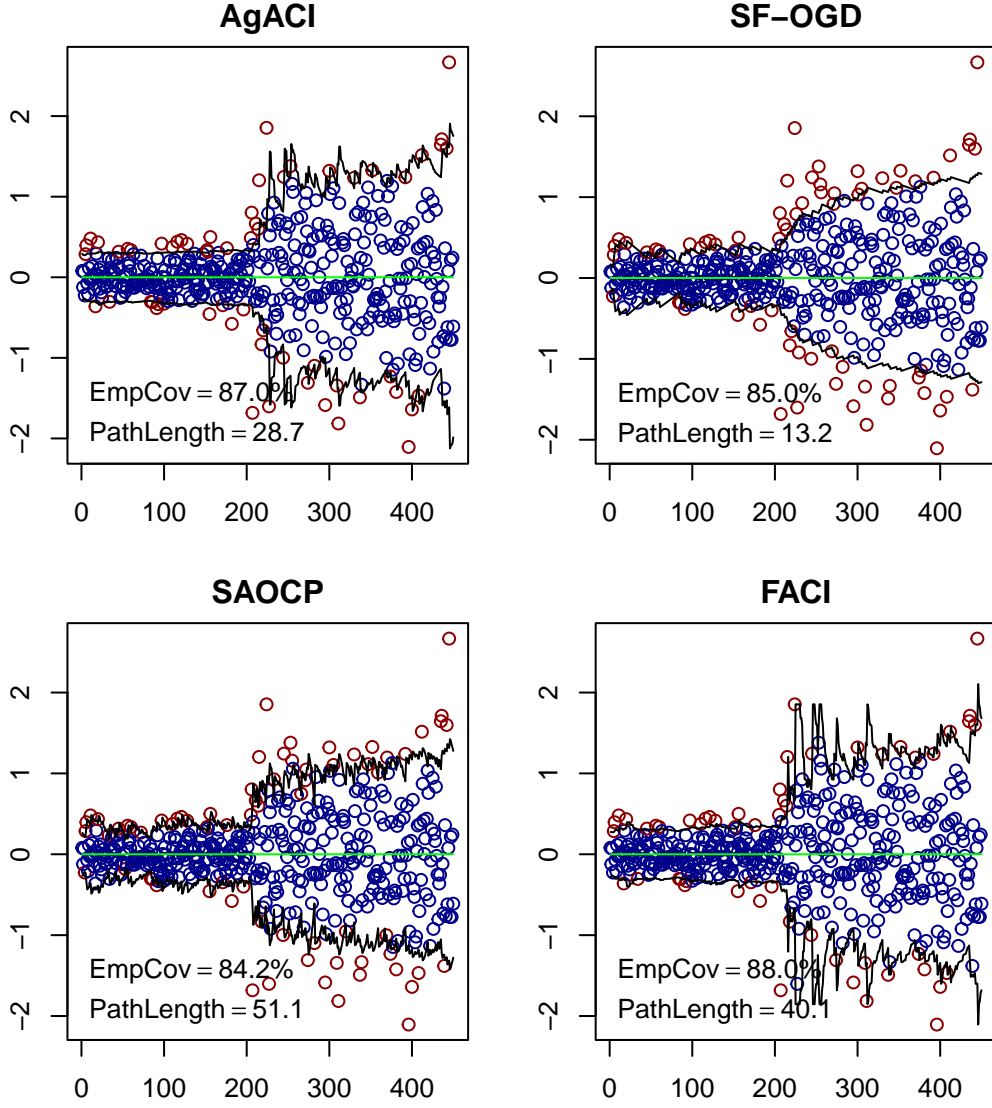 AgACI
SF−OGD
2
1
0
−1
−2
EmpCov = 87.0%
PathLength = 28.7
0 100 200 300 400
2
1
0
−1
−2
EmpCov = 85.0%
PathLength = 13.2
0 100 200 300 400
SAOCP
FACI
2
1
0
−1
−2
EmpCov = 84.2%
PathLength = 51.1
0 100 200 300 400
2
1
0
−1
−2
EmpCov = 88.0%
PathLength = 40.1
0 100 200 300 400